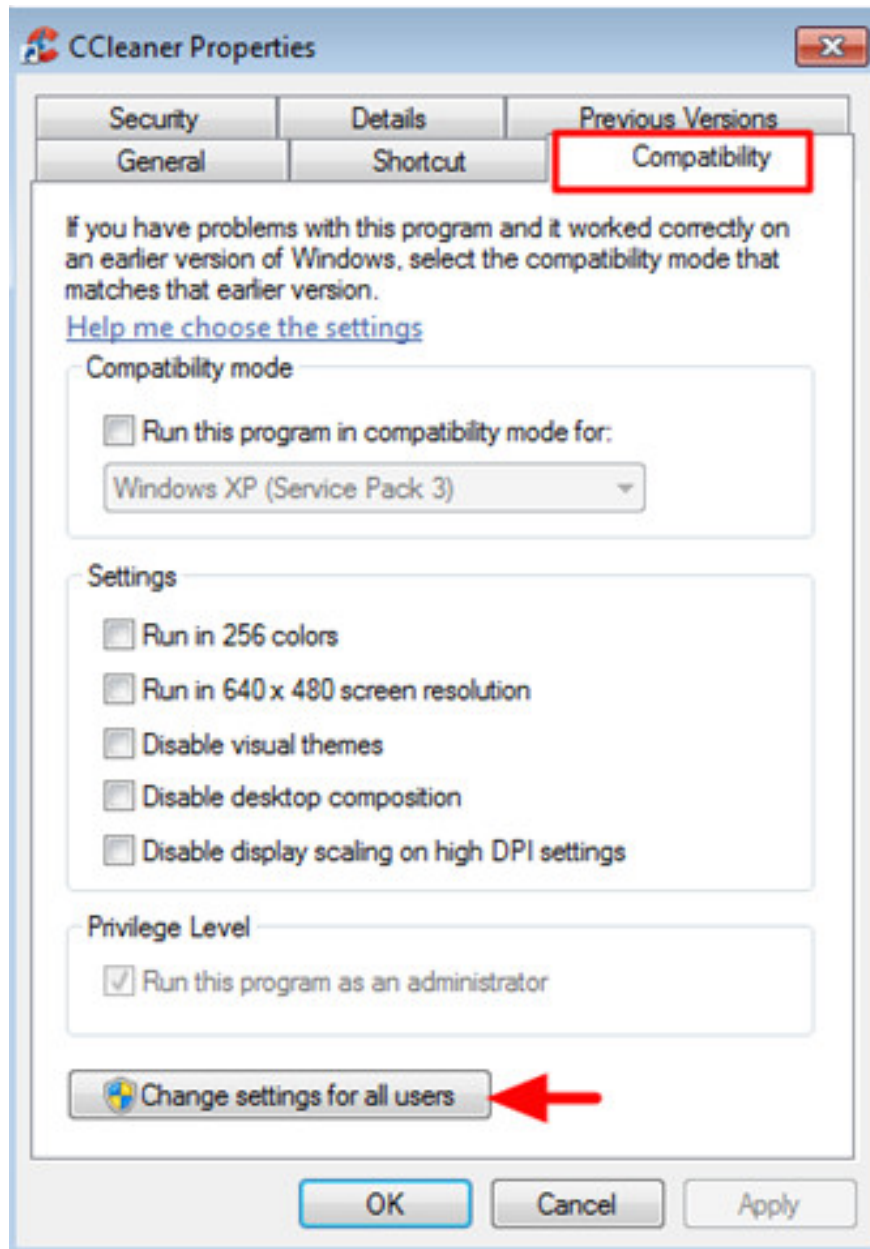 CCleaner Properties
Security
Details
Previous Versions
General
Shortcut
Compatibility
If you have problems with this program and it worked correctly on
an earlier version of Windows, select the compatibility mode that
matches that earlier version.
Help me choose the settings
Compatibility mode
Run this program in compatibility mode for:
Windows XP (Service Pack 3)
Settings
Run in 256 colors
Run in 640 x 480 screen resolution
Disable visual themes
Disable desktop composition
Disable display scaling on high DPI settings
Privilege Level
Run this program as an administrator
Change settings for all users
OK
Cancel
Apply